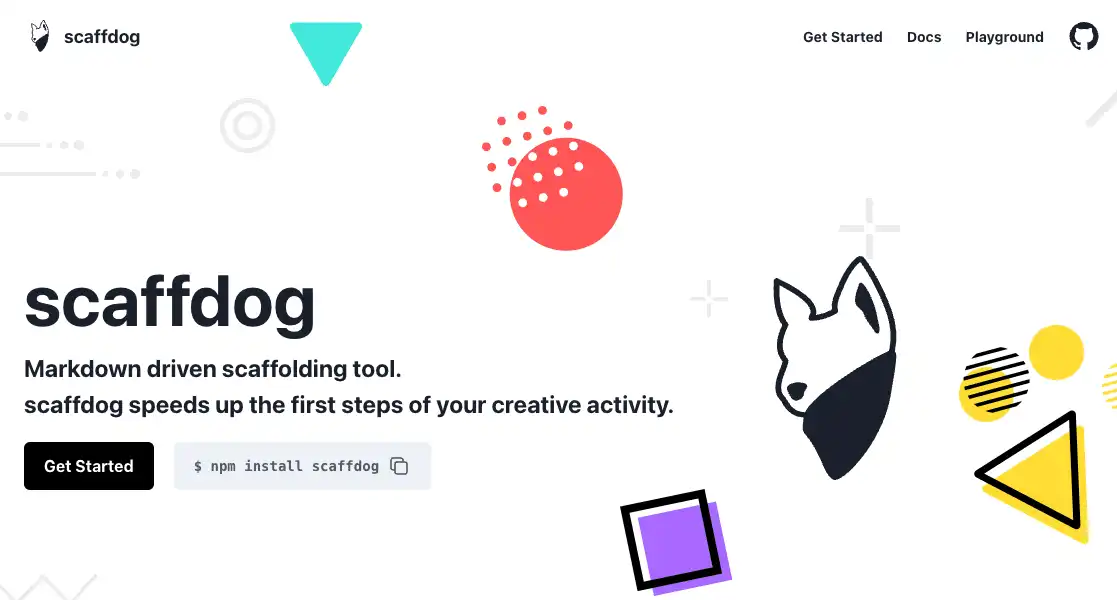 scaffdog
Get Started
Docs
Playground
scaffdog
Markdown driven scaffolding tool.
scaffdog speeds up the first steps of your creative activity.
Get Started
$ npm install scaffdog